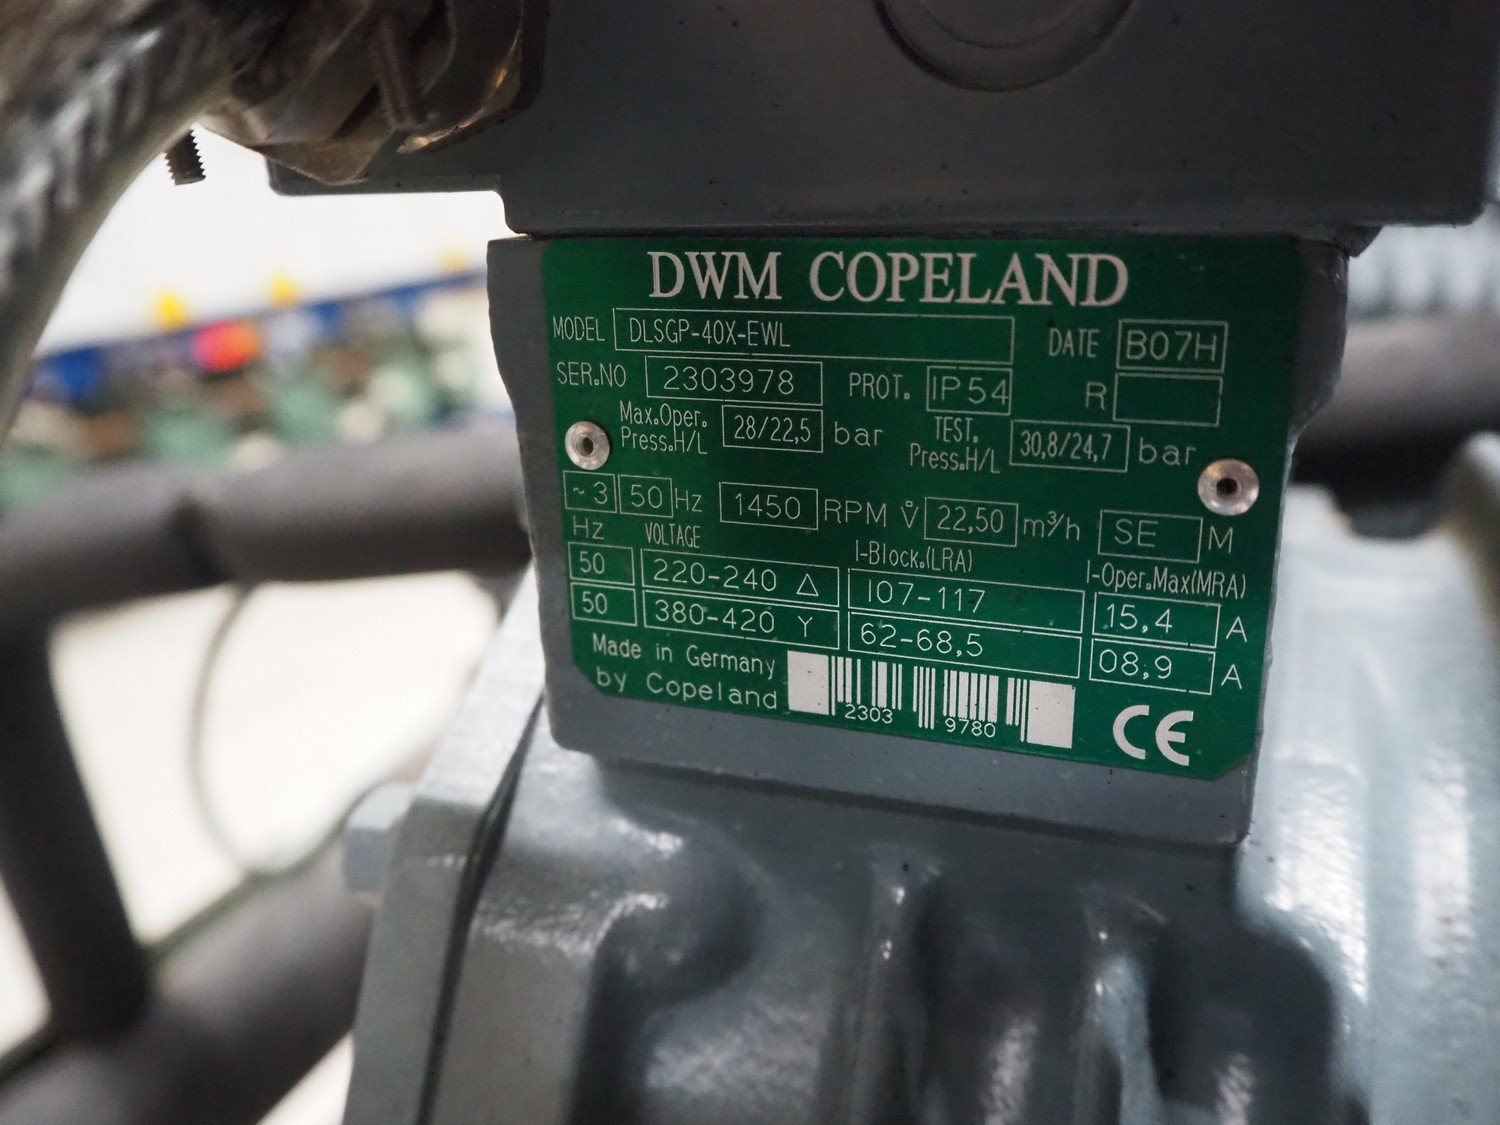 DWM COPELAND
MODEL DLSGP-40X-EWL DATE B07H
SER.NO 2303978 PROT. IP54 R
Max.Oper. Press.H/L 28/22,5 bar TEST. Press.H/L 30,8/24,7 bar
~3 50 Hz 1450 RPM V̊ 22,50 m³/h SE M
Hz VOLTAGE I-Block.(LRA) I-Oper.Max(MRA)
50 220-240 Δ 107-117 15,4 A
50 380-420 Y 62-68,5 08,9 A
Made in Germany
by Copeland
2303 9780
CE